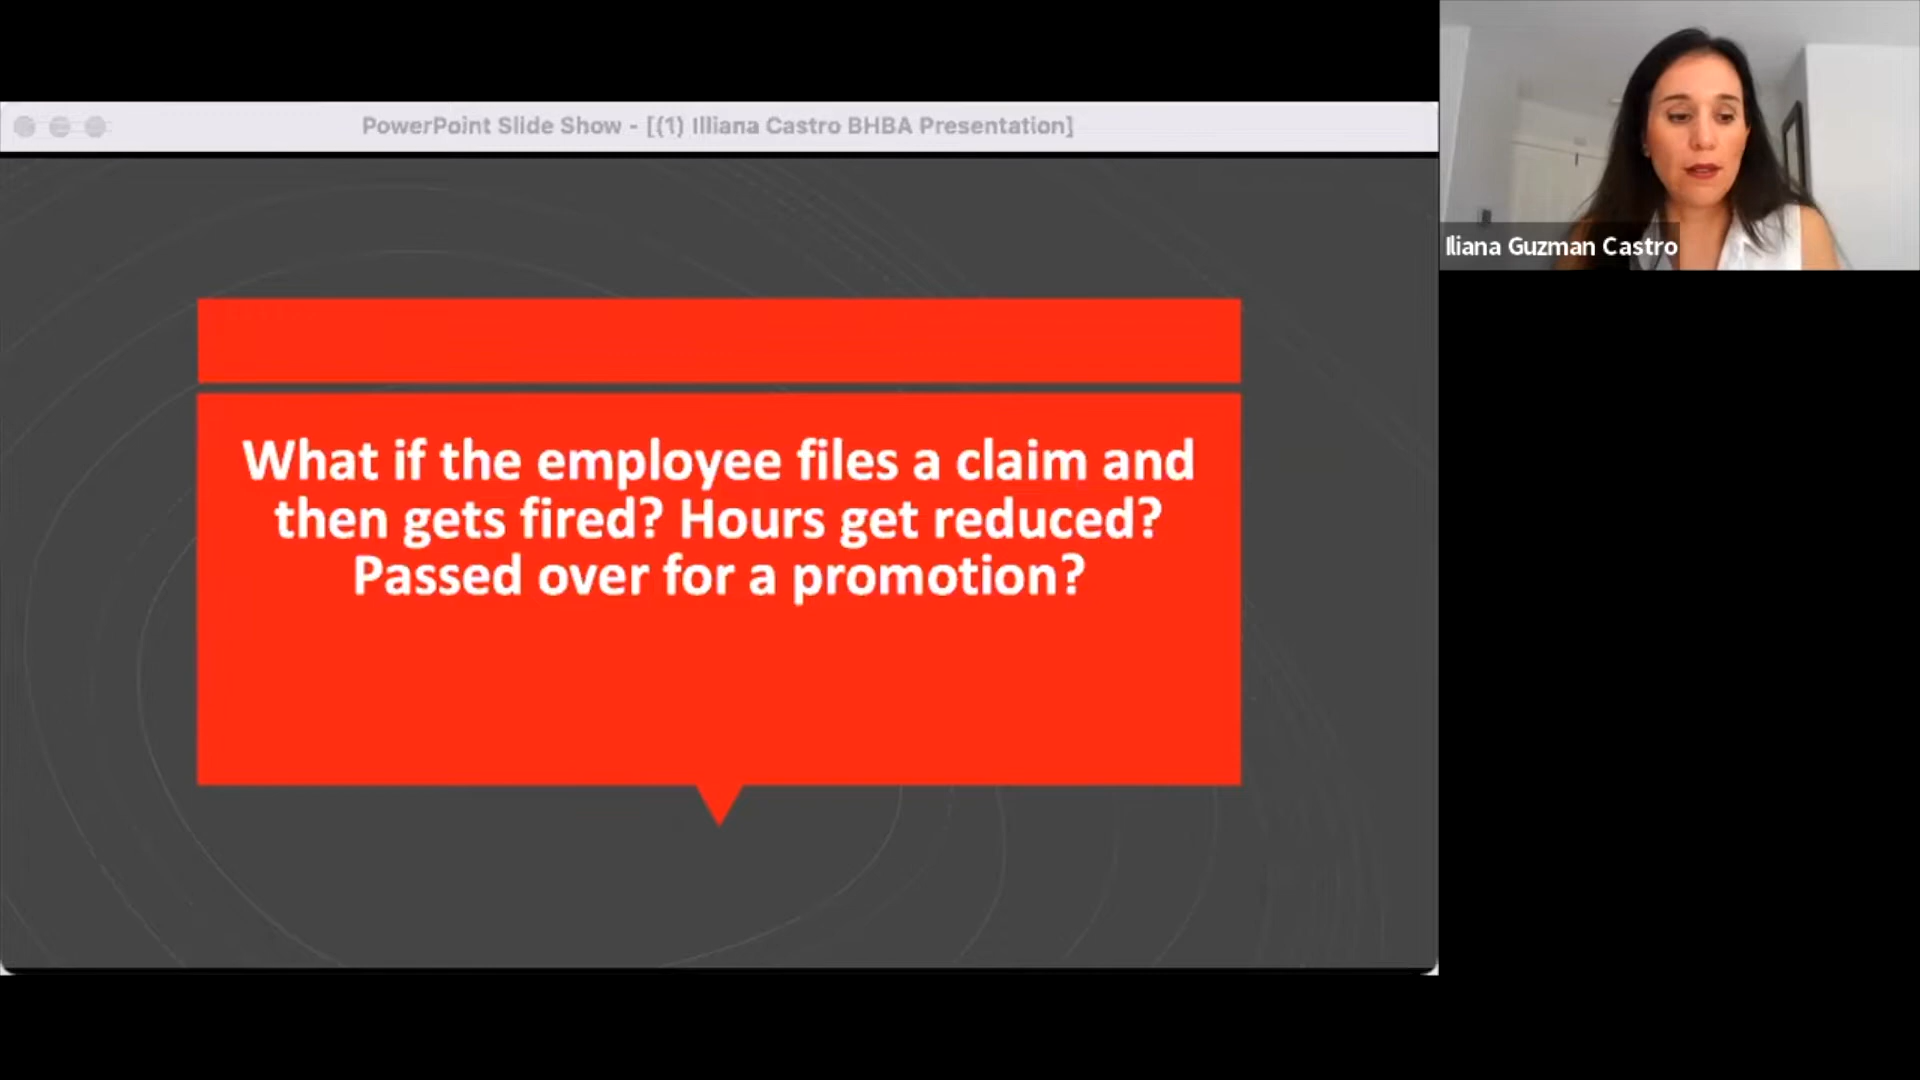 PowerPoint Slide Show - [(1) Illiana Castro BHBA Presentation]
Iliana Guzman Castro
What if the employee files a claim and
then gets fired? Hours get reduced?
Passed over for a promotion?